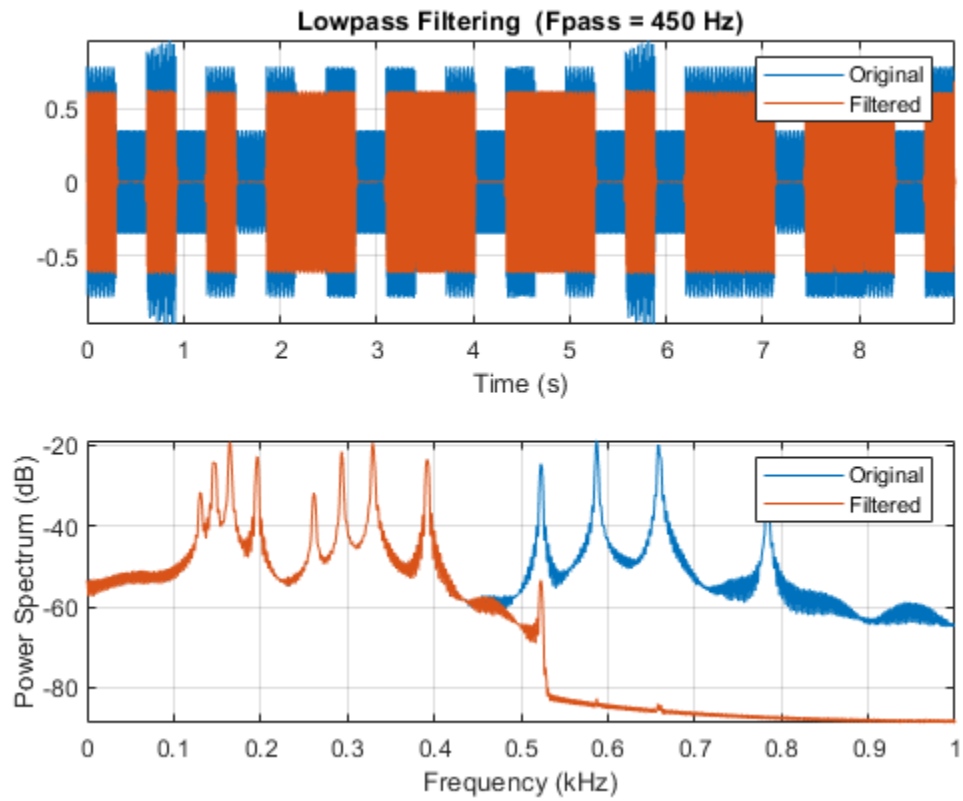 Lowpass Filtering (Fpass = 450 Hz)
Original
Filtered
0.5
0
-0.5
0 1 2 3 4 5 6 7 8
Time (s)
Original
Filtered
-20
-40
-60
-80
Power Spectrum (dB)
0 0.1 0.2 0.3 0.4 0.5 0.6 0.7 0.8 0.9 1
Frequency (kHz)